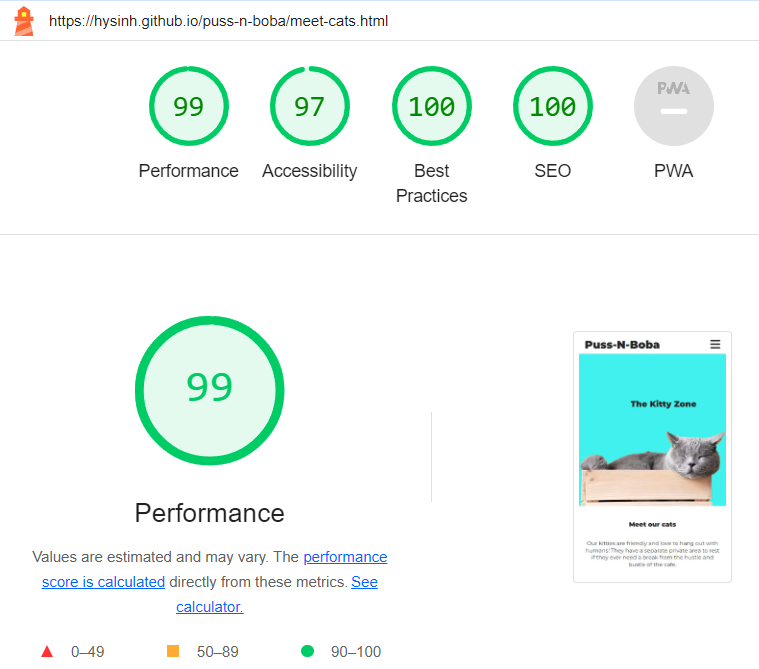 https://hysinh.github.io/puss-n-boba/meet-cats.html
99
97
100
100
PWA
Performance
Accessibility
Best
Practices
SEO
PWA
99
Performance
Values are estimated and may vary. The performance
score is calculated directly from these metrics. See
calculator.
0–49
50–89
90–100
Puss-N-Boba
The Kitty Zone
Meet our cats
Our kitties are friendly and love to hang out with
humans! They have a separate private area to rest
if they ever need a break from the hustle and
bustle of the cafe.